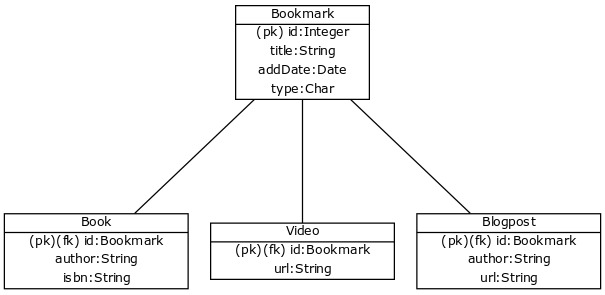 Bookmark
(pk) id:Integer
title:String
addDate:Date
type:Char
Book
(pk)(fk) id:Bookmark
author:String
isbn:String
Video
(pk)(fk) id:Bookmark
url:String
Blogpost
(pk)(fk) id:Bookmark
author:String
url:String